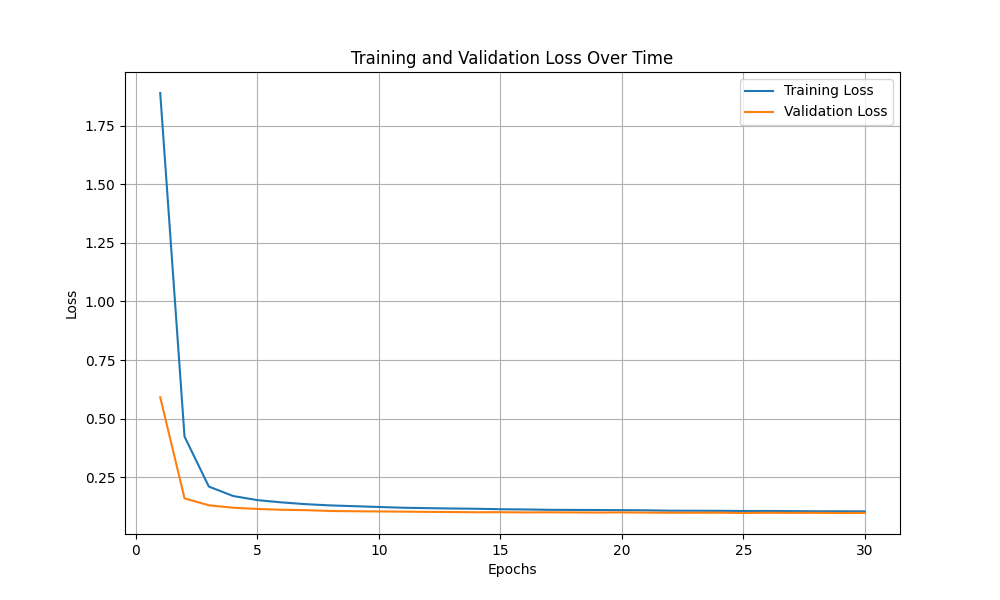 Training and Validation Loss Over Time
Training Loss
Validation Loss
1.75
1.50
1.25
1.00
0.75
0.50
0.25
Loss
0 5 10 15 20 25 30
Epochs